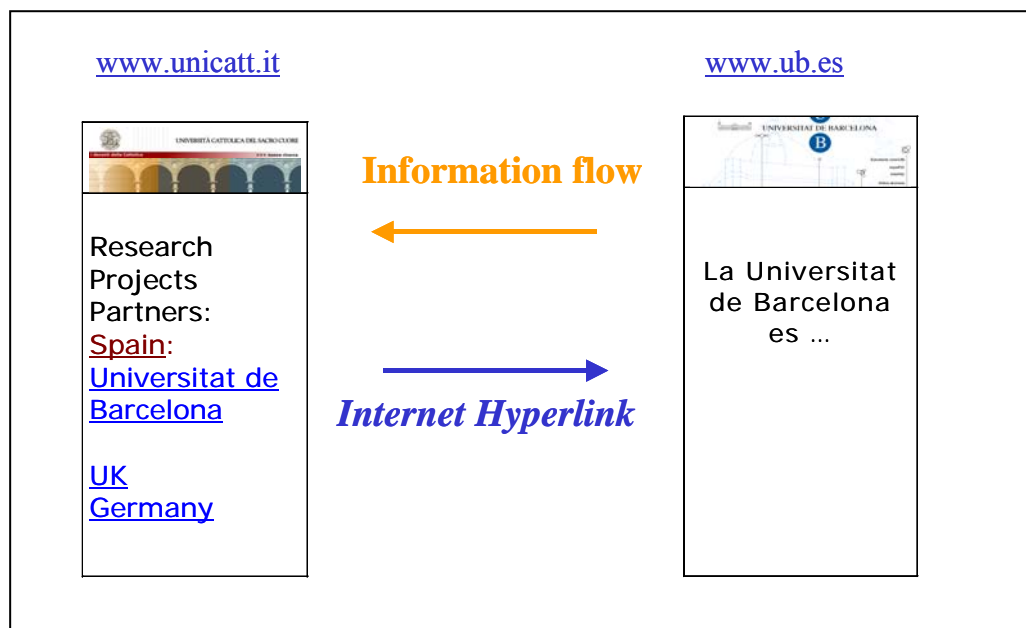 www.unicatt.it
www.ub.es
UNIVERSITÀ CATTOLICA DEL SACRO CUORE
UNIVERSITAT DE BARCELONA
B
Information flow
Research
Projects
Partners:
Spain:
Universitat de
Barcelona
UK
Germany
La Universitat
de Barcelona
es ...
Internet Hyperlink